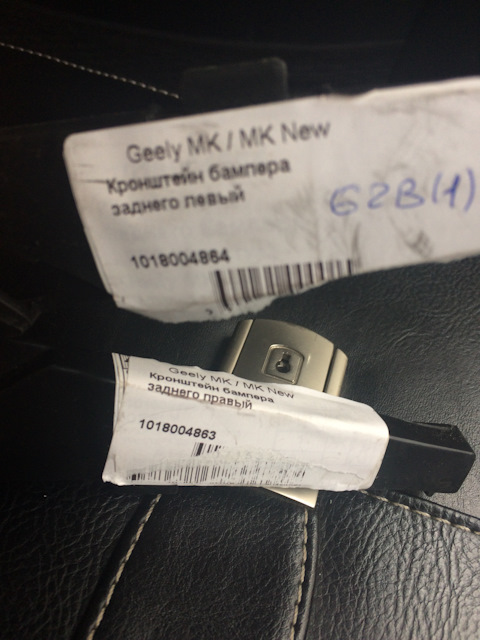 Geely MK / MK New
Кронштейн бампера
заднего левый
62В(1)
1018004864
Geely MK / MK New
Кронштейн бампера
заднего правый
1018004863